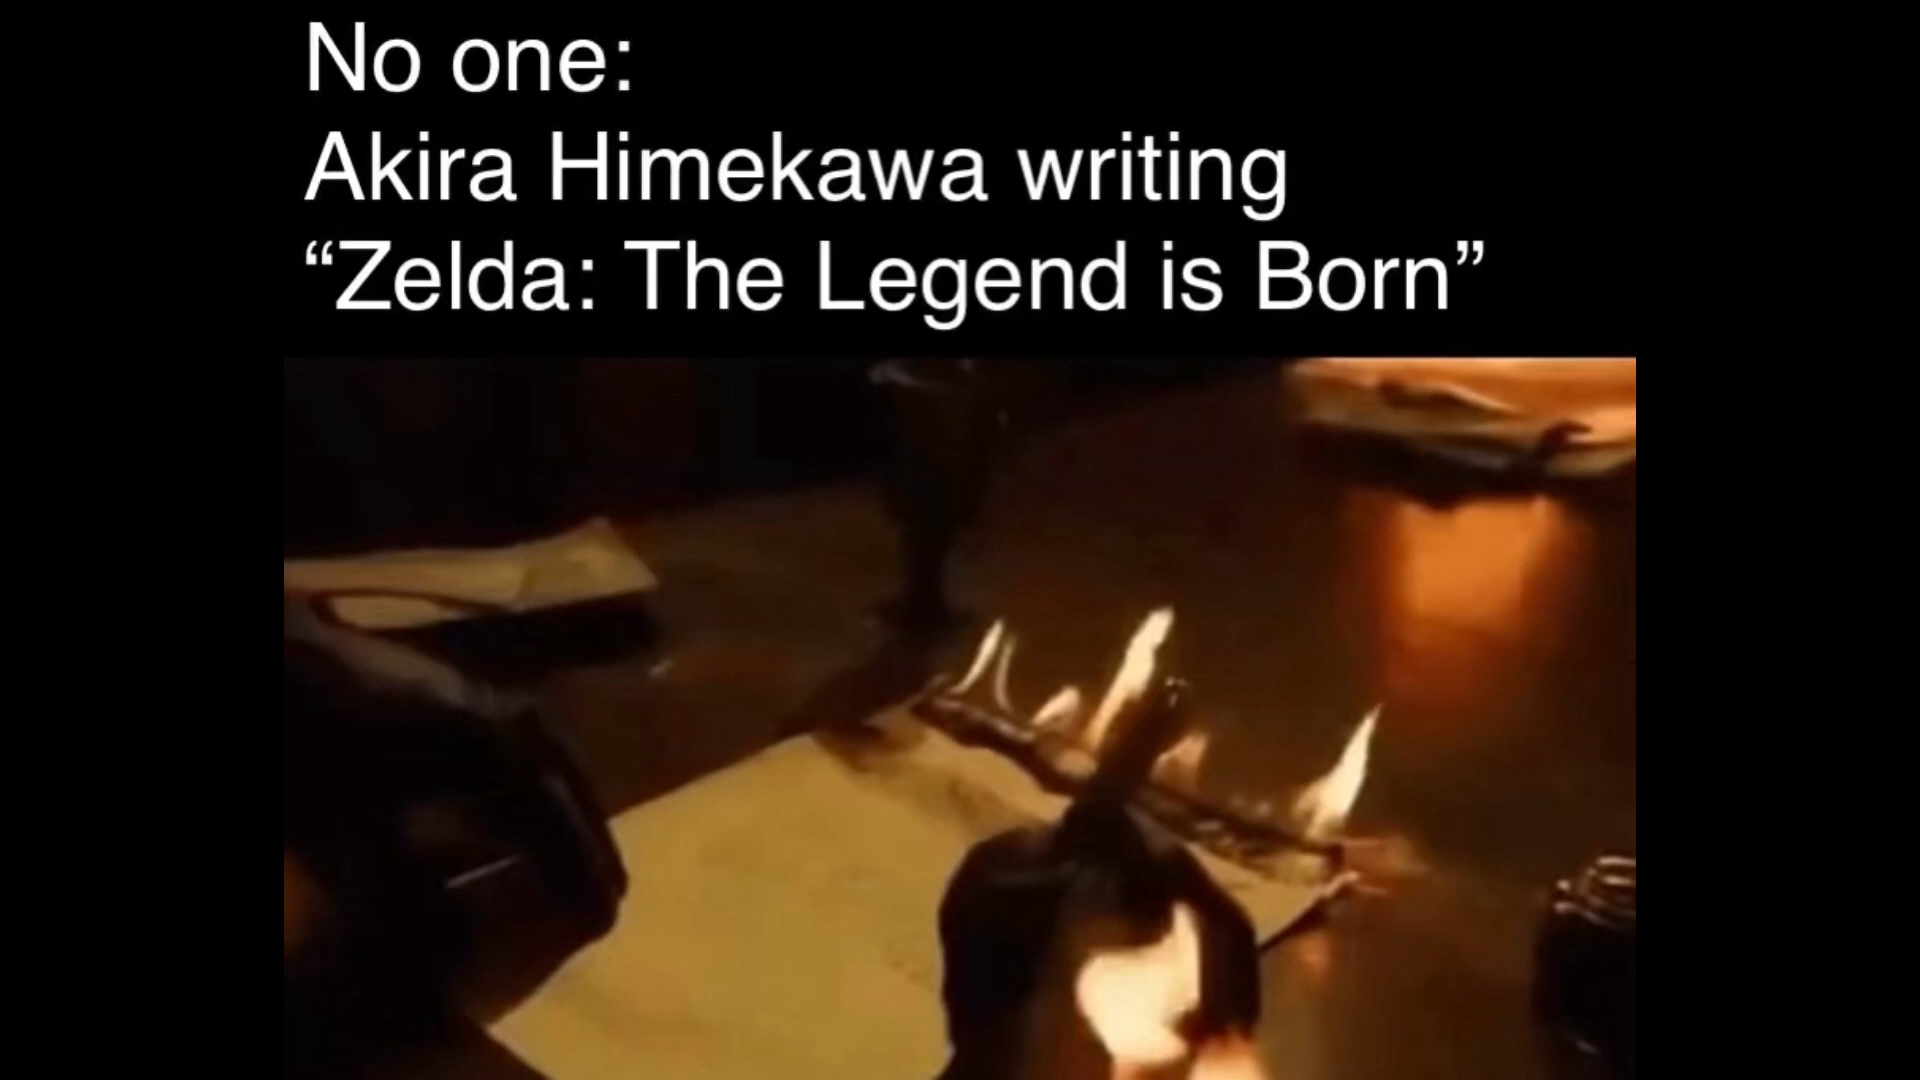 No one:
Akira Himekawa writing
“Zelda: The Legend is Born”